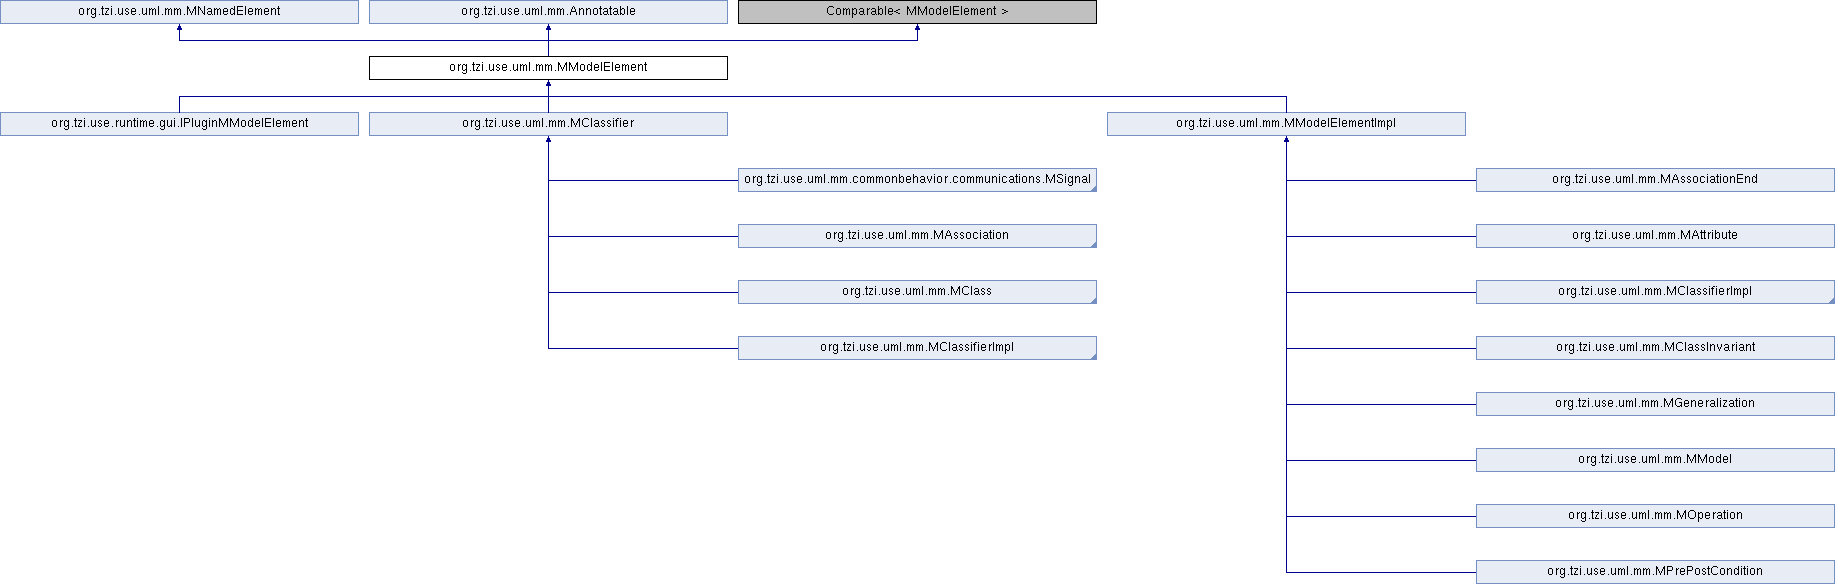 org.tzi.use.uml.mm.MNamedElement
org.tzi.use.uml.mm.Annotatable
Comparable< MModelElement >
org.tzi.use.uml.mm.MModelElement
org.tzi.use.runtime.gui.IPluginMModelElement
org.tzi.use.uml.mm.MClassifier
org.tzi.use.uml.mm.MModelElementImpl
org.tzi.use.uml.mm.commonbehavior.communications.MSignal
org.tzi.use.uml.mm.MAssociationEnd
org.tzi.use.uml.mm.MAssociation
org.tzi.use.uml.mm.MAttribute
org.tzi.use.uml.mm.MClass
org.tzi.use.uml.mm.MClassifierImpl
org.tzi.use.uml.mm.MClassifierImpl
org.tzi.use.uml.mm.MClassInvariant
org.tzi.use.uml.mm.MGeneralization
org.tzi.use.uml.mm.MModel
org.tzi.use.uml.mm.MOperation
org.tzi.use.uml.mm.MPrePostCondition